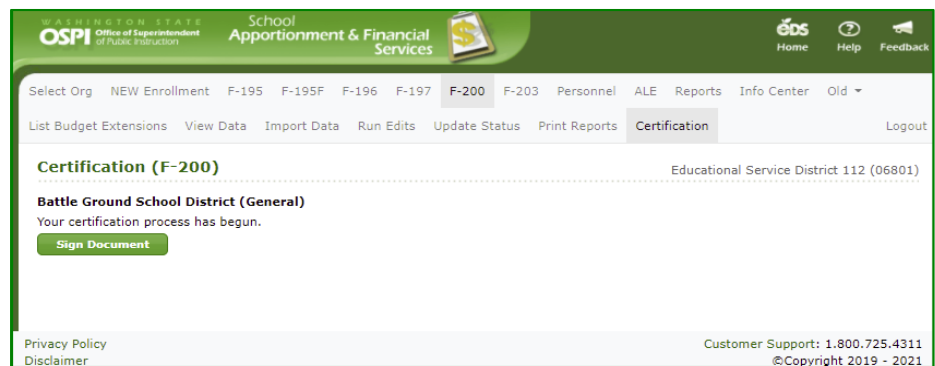 WASHINGTON STATE
OSPI Office of Superintendent
of Public Instruction
School
Apportionment & Financial
Services
EDS
Home Help Feedback
Select Org NEW Enrollment F-195 F-195F F-196 F-197 F-200 F-203 Personnel ALE Reports Info Center Old
List Budget Extensions View Data Import Data Run Edits Update Status Print Reports Certification Logout
Certification (F-200) Educational Service District 112 (06801)
Battle Ground School District (General)
Your certification process has begun.
Sign Document
Privacy Policy Customer Support: 1.800.725.4311
Disclaimer ©Copyright 2019 - 2021